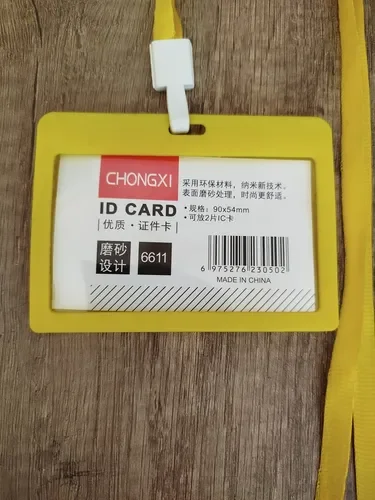 CHONGXI
采用环保材料，纳米新技术。
表面磨砂处理，时尚更舒适。
ID CARD
• 规格：90x54mm
|优质·证件卡|
• 可放2片IC卡
磨砂
设计
6611
6 975276 230502
MADE IN CHINA